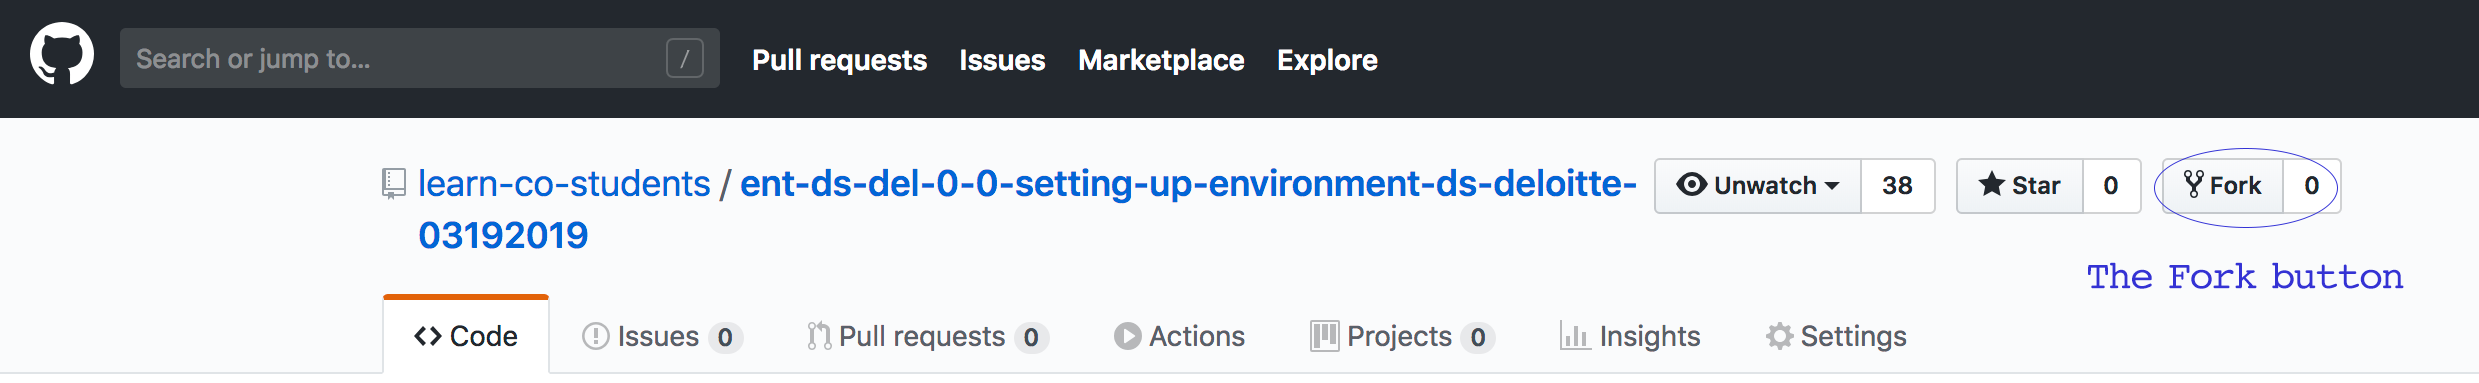 Search or jump to... /
Pull requests Issues Marketplace Explore
learn-co-students / ent-ds-del-0-0-setting-up-environment-ds-deloitte-
03192019
Unwatch 38 Star 0 Fork 0
The Fork button
Code Issues 0 Pull requests 0 Actions Projects 0 Insights Settings